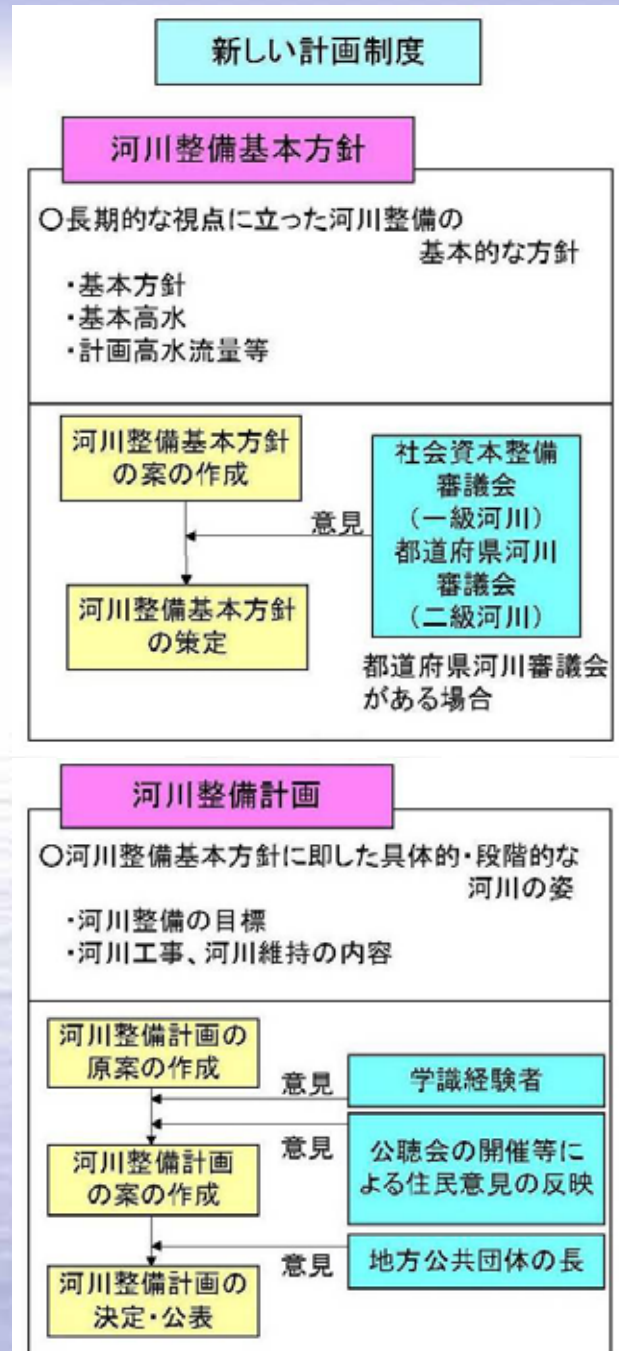 新しい計画制度
河川整備基本方針
○長期的な視点に立った河川整備の
基本的な方針
・基本方針
・基本高水
・計画高水流量等
河川整備基本方針
の案の作成
意見
社会資本整備
審議会
(一級河川)
都道府県河川
審議会
(二級河川)
河川整備基本方針
の策定
都道府県河川審議会
がある場合
河川整備計画
○河川整備基本方針に即した具体的・段階的な
河川の姿
・河川整備の目標
・河川工事、河川維持の内容
河川整備計画の
原案の作成
意見
学識経験者
意見
公聴会の開催等に
よる住民意見の反映
河川整備計画
の案の作成
意見
地方公共団体の長
河川整備計画の
決定・公表